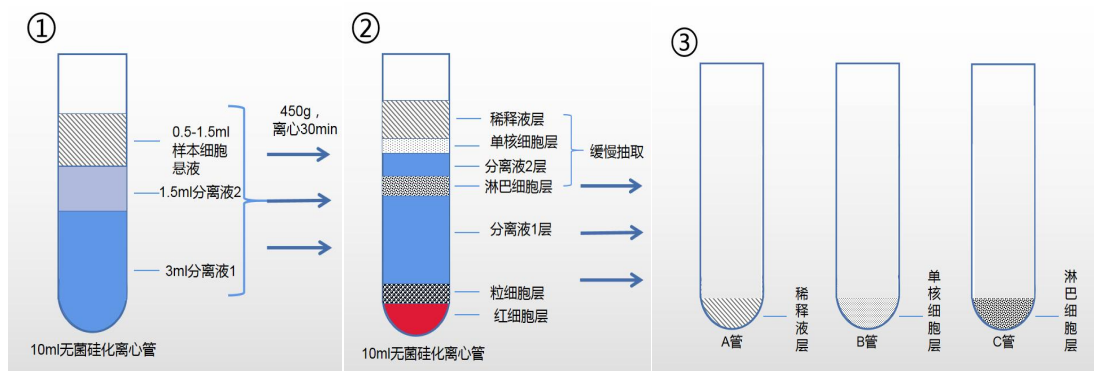 ①
0.5-1.5ml
样本细胞
悬液
1.5ml分离液2
3ml分离液1
10ml无菌硅化离心管
450g，
离心30min
②
稀释液层
单核细胞层
分离液2层
淋巴细胞层
缓慢抽取
分离液1层
粒细胞层
红细胞层
10ml无菌硅化离心管
③
稀释液层
A管
单核细胞层
B管
淋巴细胞层
C管